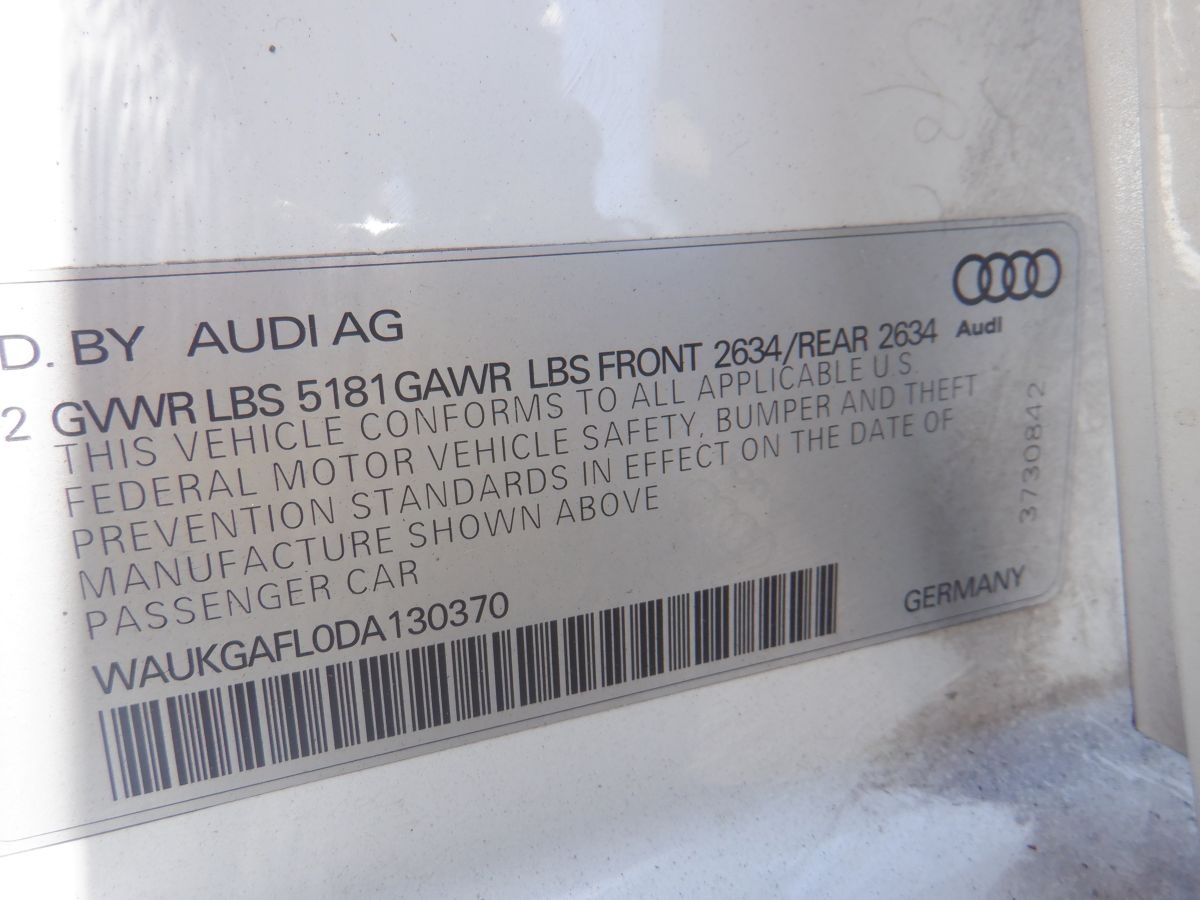 D. BY AUDI AG
2 GVWR LBS 5181 GAWR LBS FRONT 2634/REAR 2634
Audi
THIS VEHICLE CONFORMS TO ALL APPLICABLE U.S.
FEDERAL MOTOR VEHICLE SAFETY, BUMPER AND THEFT
PREVENTION STANDARDS IN EFFECT ON THE DATE OF
MANUFACTURE SHOWN ABOVE
PASSENGER CAR
WAUKGAFL0DA130370
GERMANY
3730842